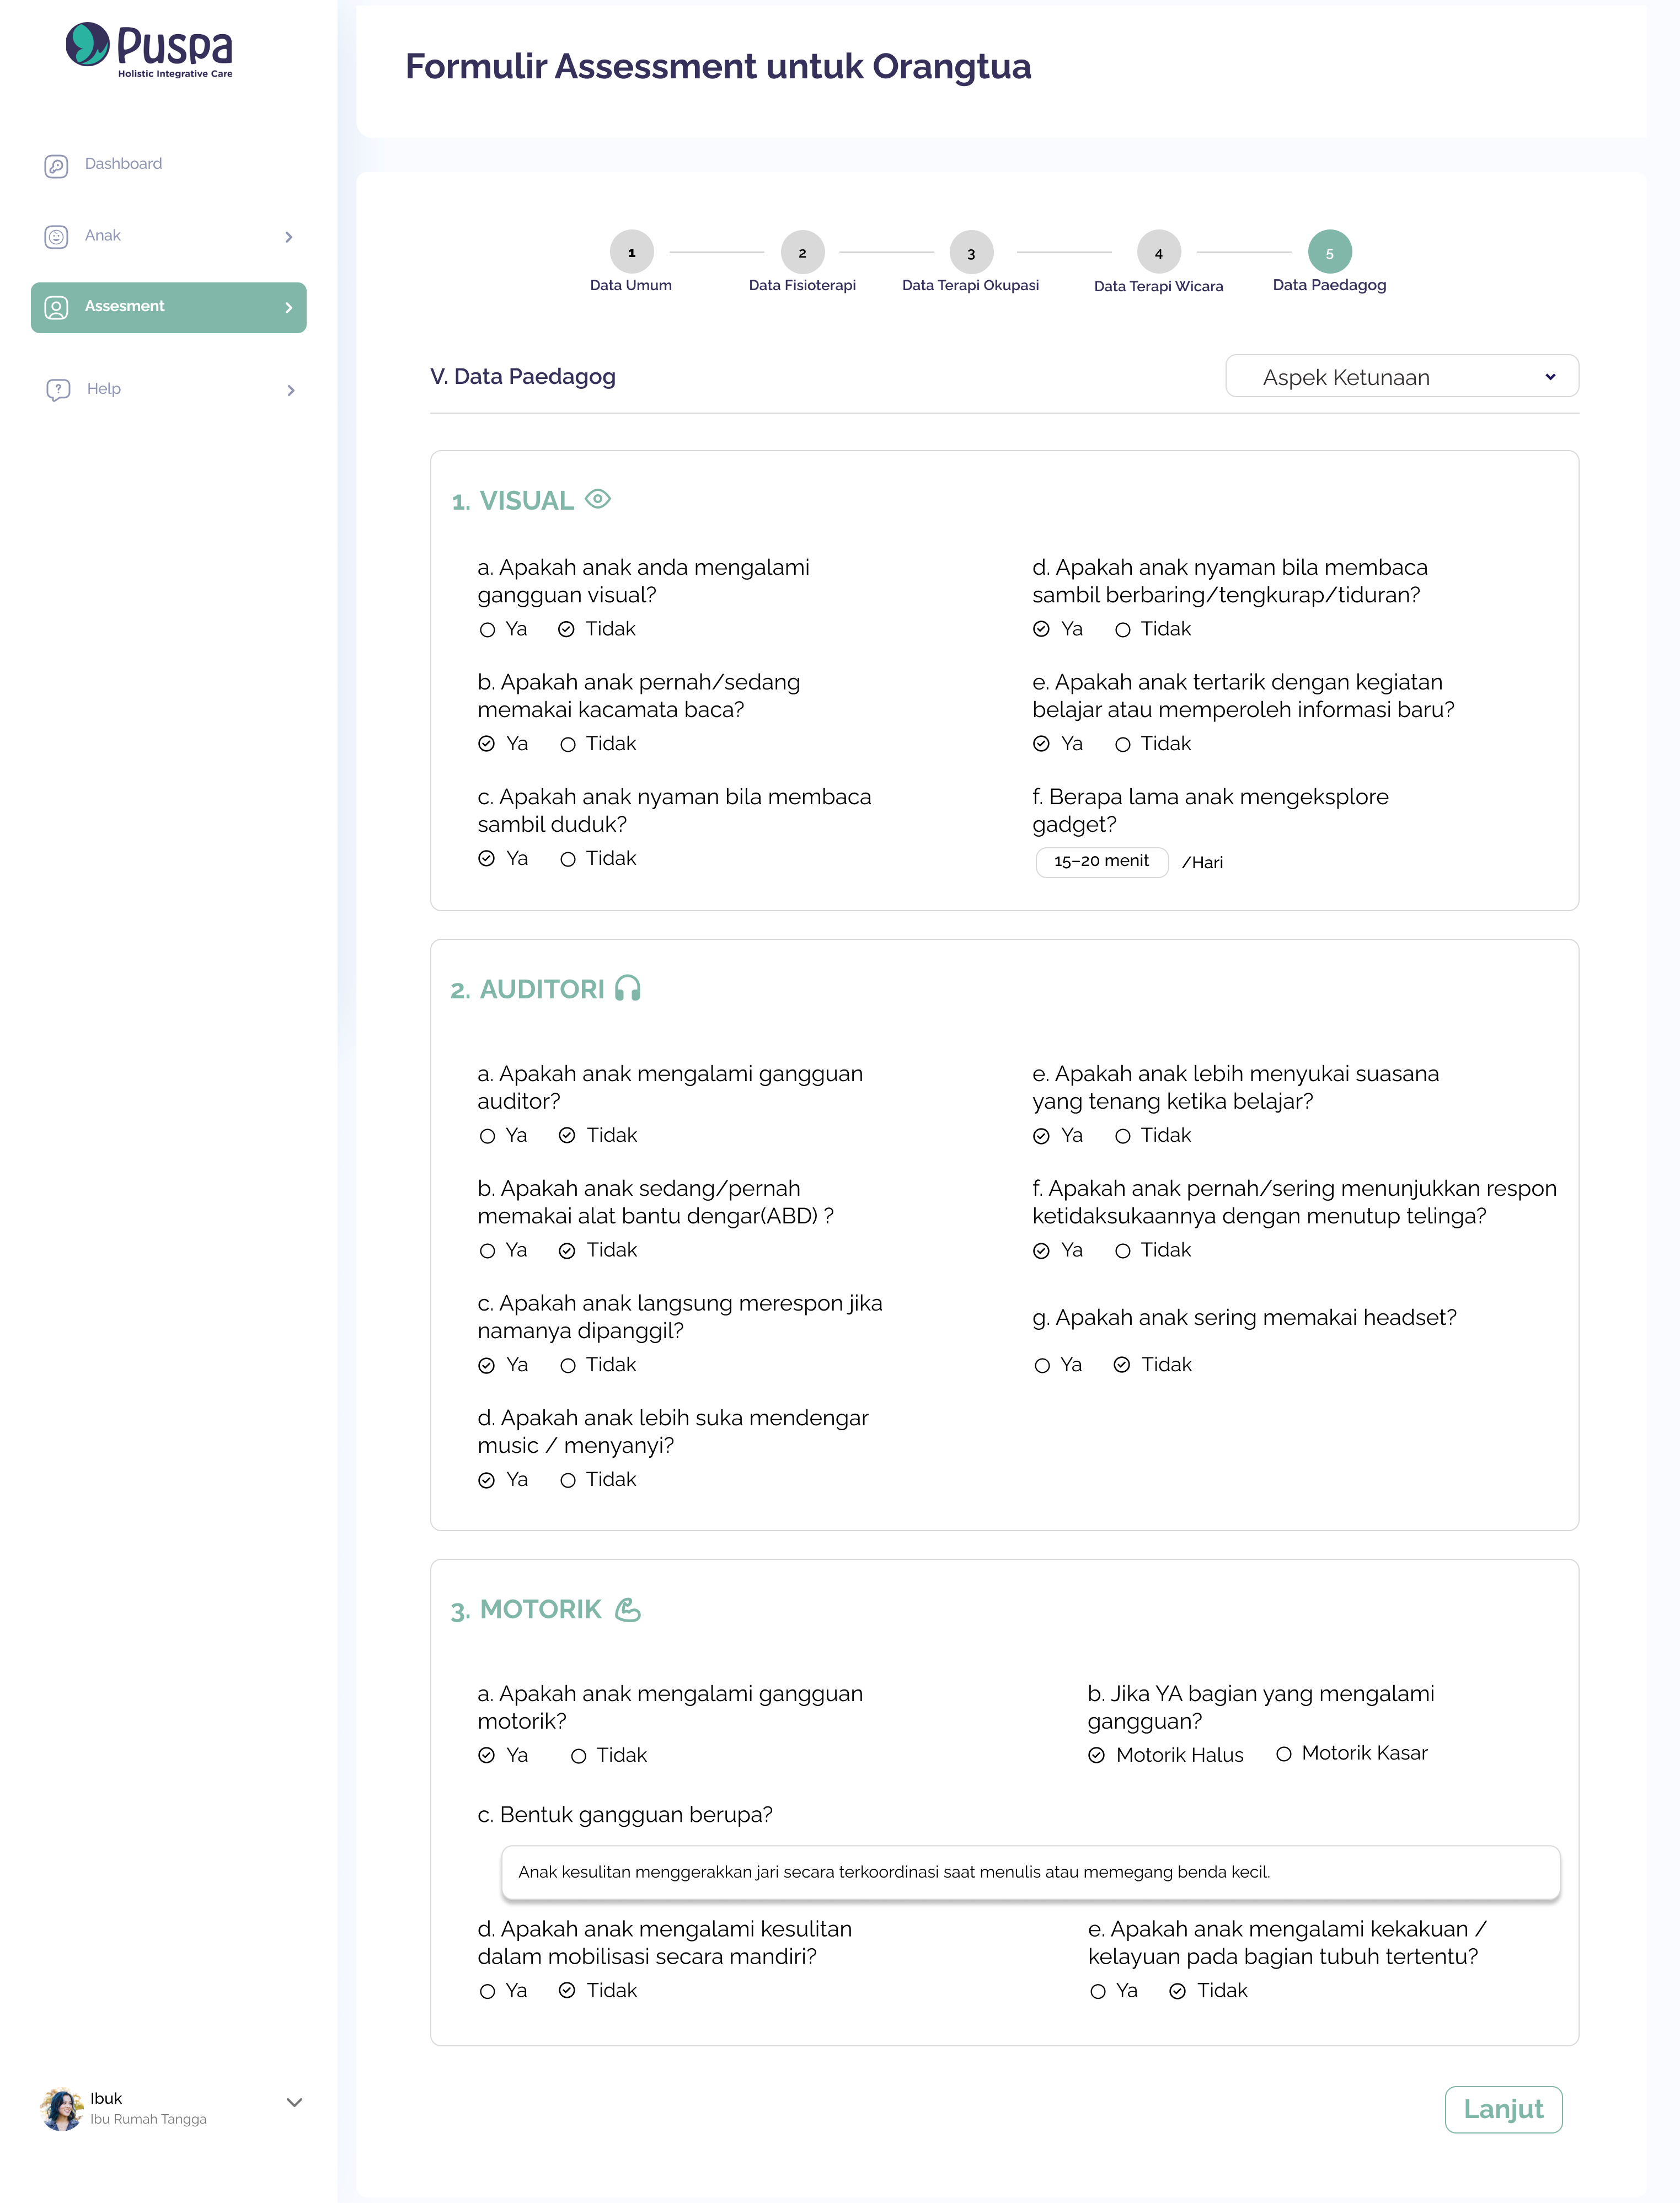 Puspa
Holistic Integrative Care
Dashboard
Anak
Assesment
Help
Ibuk
Ibu Rumah Tangga
Formulir Assessment untuk Orangtua
1
2
3
4
5
Data Umum
Data Fisioterapi
Data Terapi Okupasi
Data Terapi Wicara
Data Paedagog
V. Data Paedagog
Aspek Ketunaan
1. VISUAL
a. Apakah anak anda mengalami
gangguan visual?
Ya Tidak
b. Apakah anak pernah/sedang
memakai kacamata baca?
Ya Tidak
c. Apakah anak nyaman bila membaca
sambil duduk?
Ya Tidak
d. Apakah anak nyaman bila membaca
sambil berbaring/tengkurap/tiduran?
Ya Tidak
e. Apakah anak tertarik dengan kegiatan
belajar atau memperoleh informasi baru?
Ya Tidak
f. Berapa lama anak mengeksplore
gadget?
15-20 menit /Hari
2. AUDITORI
a. Apakah anak mengalami gangguan
auditor?
Ya Tidak
b. Apakah anak sedang/pernah
memakai alat bantu dengar(ABD) ?
Ya Tidak
c. Apakah anak langsung merespon jika
namanya dipanggil?
Ya Tidak
d. Apakah anak lebih suka mendengar
music / menyanyi?
Ya Tidak
e. Apakah anak lebih menyukai suasana
yang tenang ketika belajar?
Ya Tidak
f. Apakah anak pernah/sering menunjukkan respon
ketidaksukaannya dengan menutup telinga?
Ya Tidak
g. Apakah anak sering memakai headset?
Ya Tidak
3. MOTORIK
a. Apakah anak mengalami gangguan
motorik?
Ya Tidak
b. Jika YA bagian yang mengalami
gangguan?
Motorik Halus Motorik Kasar
c. Bentuk gangguan berupa?
Anak kesulitan menggerakkan jari secara terkoordinasi saat menulis atau memegang benda kecil.
d. Apakah anak mengalami kesulitan
dalam mobilisasi secara mandiri?
Ya Tidak
e. Apakah anak mengalami kekakuan /
kelayuan pada bagian tubuh tertentu?
Ya Tidak
Lanjut